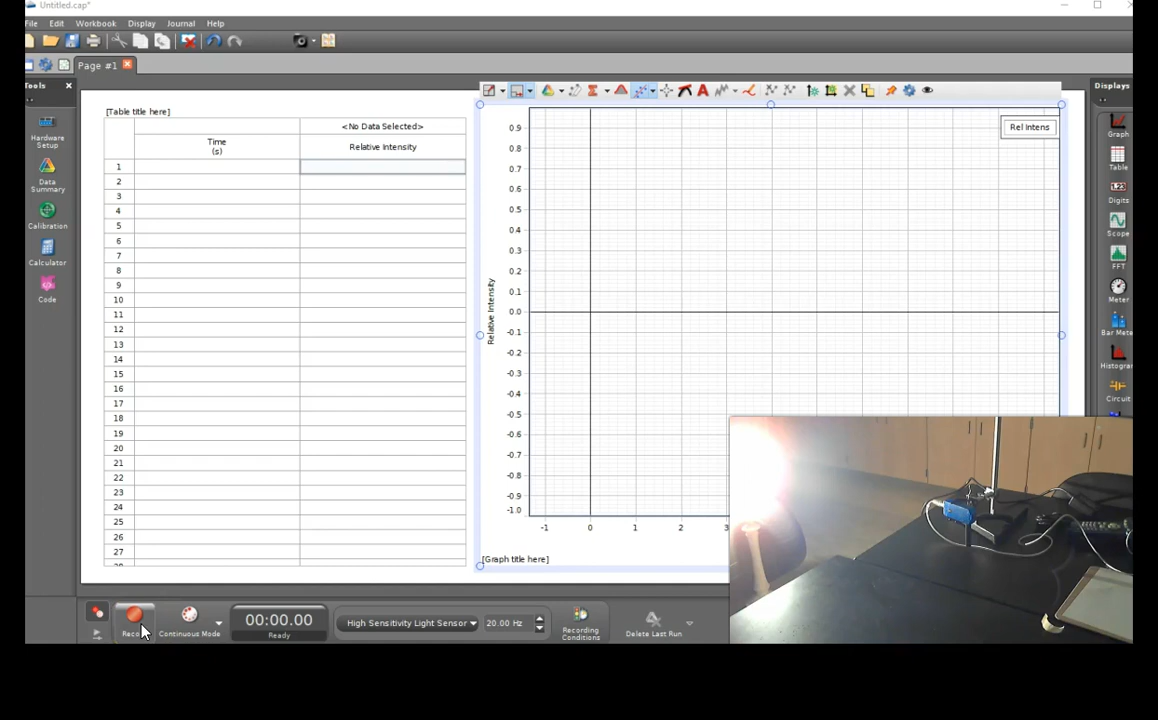 Untitled.cap*
File Edit Workbook Display Journal Help
Page #1
Tools
Hardware
Setup
Data
Summary
Calibration
Calculator
Code
[Table title here]
<No Data Selected>
Time
(s)
Relative Intensity
1
2
3
4
5
6
7
8
9
10
11
12
13
14
15
16
17
18
19
20
21
22
23
24
25
26
27
Rel Intens
Relative Intensity
0.9
0.8
0.7
0.6
0.5
0.4
0.3
0.2
0.1
0.0
-0.1
-0.2
-0.3
-0.4
-0.5
-0.6
-0.7
-0.8
-0.9
-1.0
-1 0 1 2 3
[Graph title here]
Displays
Graph
Table
Digits
Scope
FFT
Meter
Bar Mete
Histogran
Circuit
Reco
Continuous Mode
00:00.00
Ready
High Sensitivity Light Sensor
20.00 Hz
Recording
Conditions
Delete Last Run